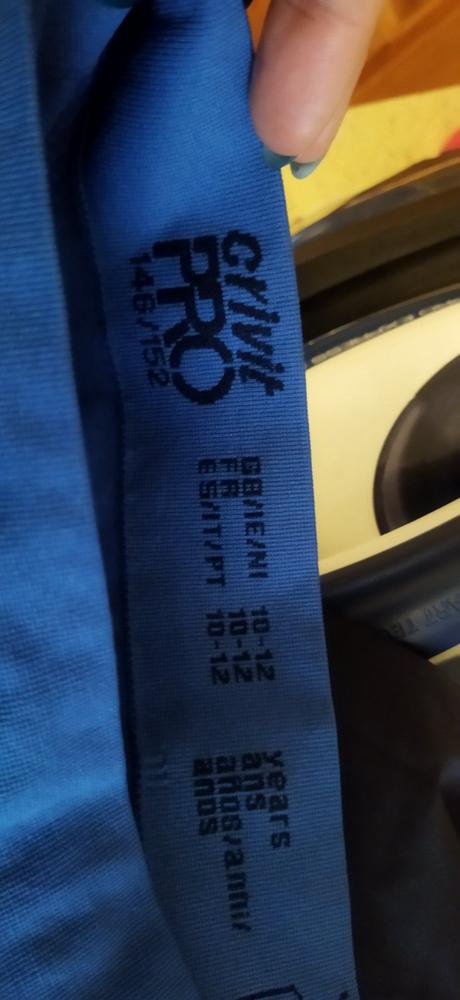 crivit
PRO
146/152
GB/IE/NI 10-12 years
FR 10-12 ans
ES/IT/PT 10-12 años/anni/
anos